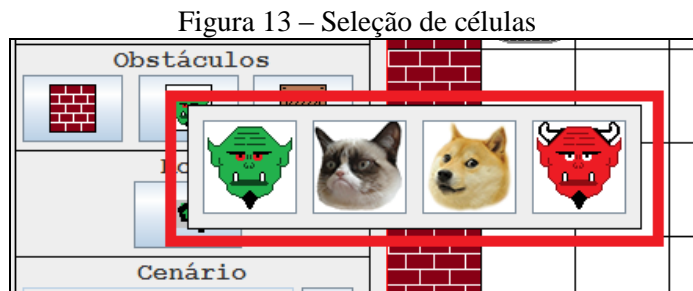 Figura 13 – Seleção de células
Obstáculos
Cenário